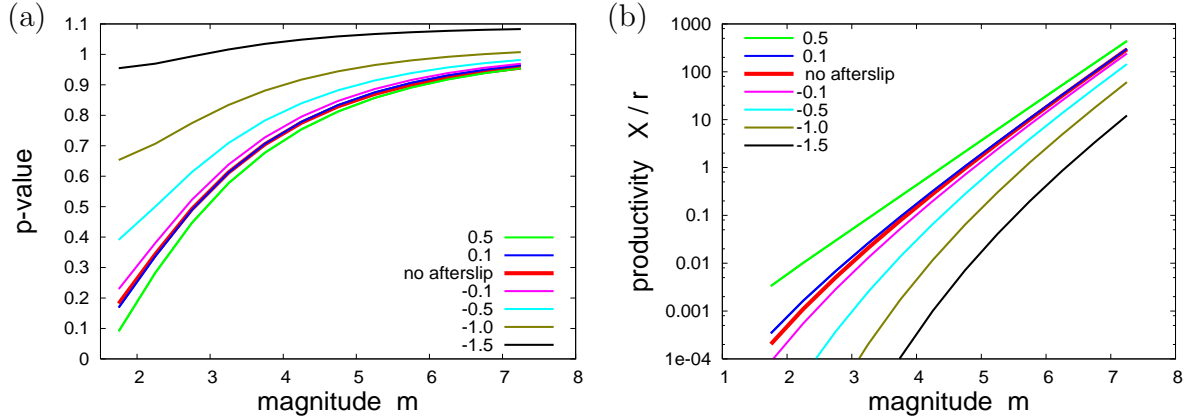 (a)
p-value
1.1
1
0.9
0.8
0.7
0.6
0.5
0.4
0.3
0.2
0.1
0
0.5
0.1
no afterslip
-0.1
-0.5
-1.0
-1.5
2 3 4 5 6 7 8
magnitude m
(b)
productivity X / r
1000
100
10
1
0.1
0.01
0.001
1e-04
0.5
0.1
no afterslip
-0.1
-0.5
-1.0
-1.5
1 2 3 4 5 6 7 8
magnitude m